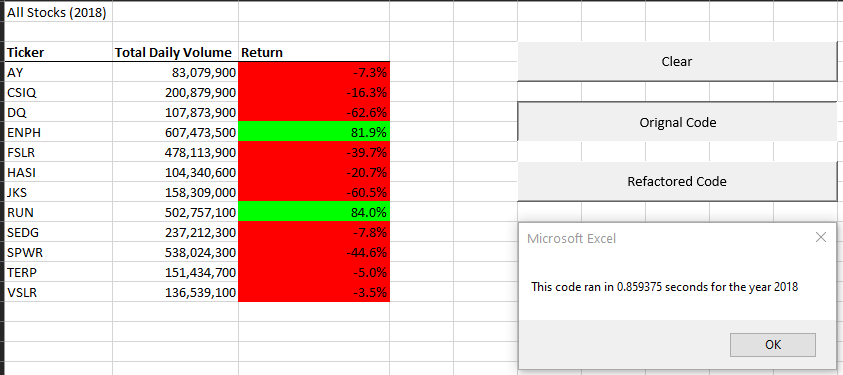 All Stocks (2018)
Ticker Total Daily Volume Return
AY 83,079,900 -7.3%
CSIQ 200,879,900 -16.3%
DQ 107,873,900 -62.6%
ENPH 607,473,500 81.9%
FSLR 478,113,900 -39.7%
HASI 104,340,600 -20.7%
JKS 158,309,000 -60.5%
RUN 502,757,100 84.0%
SEDG 237,212,300 -7.8%
SPWR 538,024,300 -44.6%
TERP 151,434,700 -5.0%
VSLR 136,539,100 -3.5%
Clear
Orignal Code
Refactored Code
Microsoft Excel
This code ran in 0.859375 seconds for the year 2018
OK